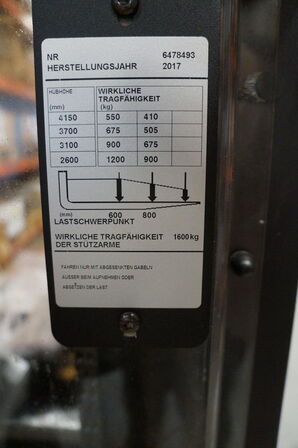 NR 6478493
HERSTELLUNGSJAHR 2017
HUBHÖHE WIRKLICHE
TRAGFÄHIGKEIT
(mm) (kg)
4150 550 410
3700 675 505
3100 900 675
2600 1200 900
(mm) 600 800
LASTSCHWERPUNKT
WIRKLICHE TRAGFÄHIGKEIT 1600kg
DER STÜTZARME
FAHREN NUR MIT ABGESENKTEN GABELN
AUSSER BEIM AUFNEHMEN ODER
ABSETZEN DER LAST